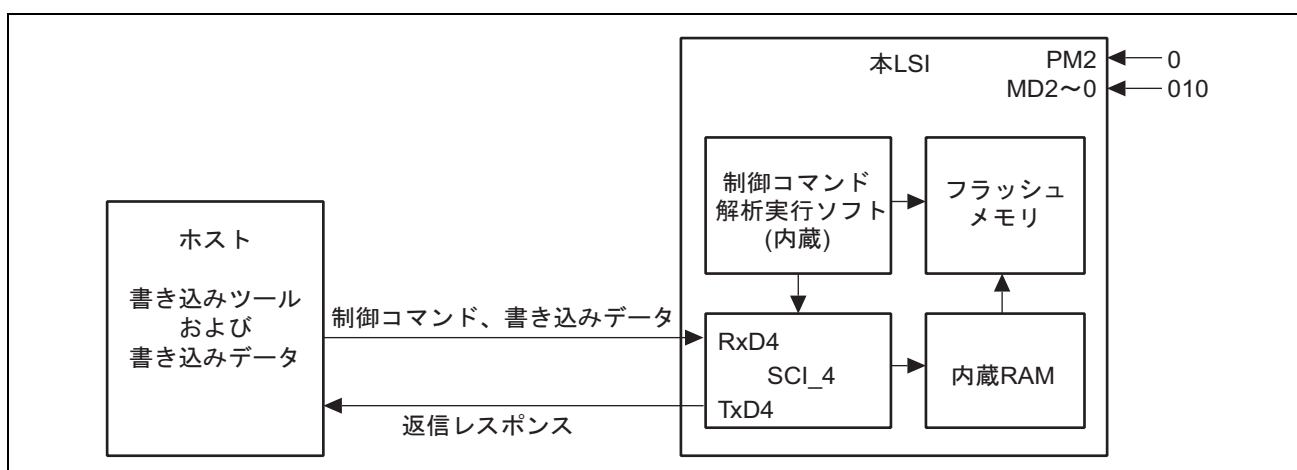 本LSI
PM2
0
MD2～0
010
ホスト
書き込みツール
および
書き込みデータ
制御コマンド、書き込みデータ
返信レスポンス
制御コマンド
解析実行ソフト
(内蔵)
フラッシュ
メモリ
RxD4
SCI_4
TxD4
内蔵RAM